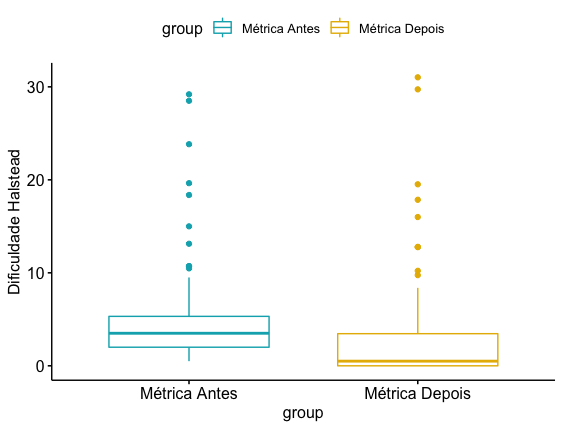 group Métrica Antes Métrica Depois
Dificuldade Halstead
30
20
10
0
Métrica Antes Métrica Depois
group